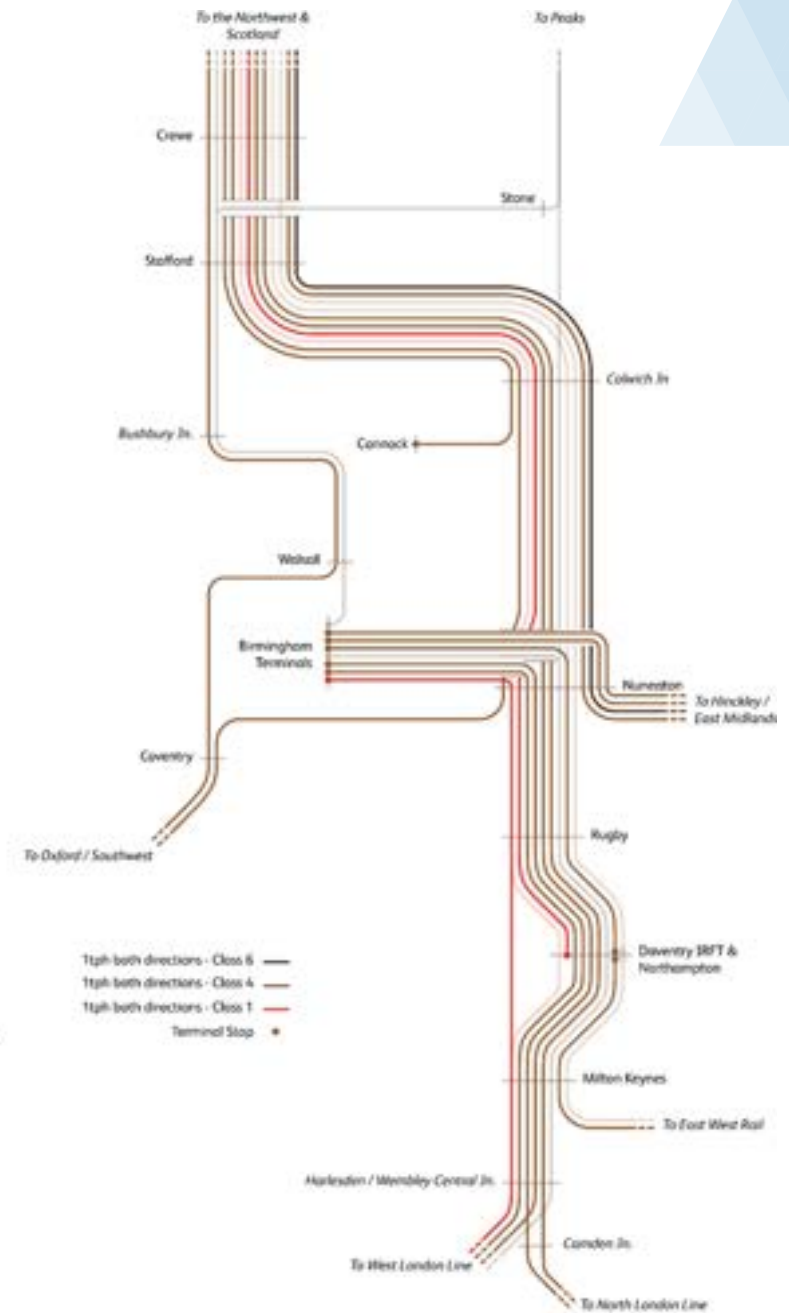 To the Northwest &
Scotland
To Peaks
Crewe
Stone
Stafford
Colwich Jn
Bushbury Jn.
Cannock
Walsall
Birmingham
Terminals
Nuneaton
To Hinckley /
East Midlands
Coventry
Rugby
To Oxford / Southwest
Daventry IRFT &
Northampton
1tph both directions - Class 6
1tph both directions - Class 4
1tph both directions - Class 1
Terminal Stop
Milton Keynes
To East West Rail
Harlesden / Wembley Central Jn.
Camden Jn.
To West London Line
To North London Line